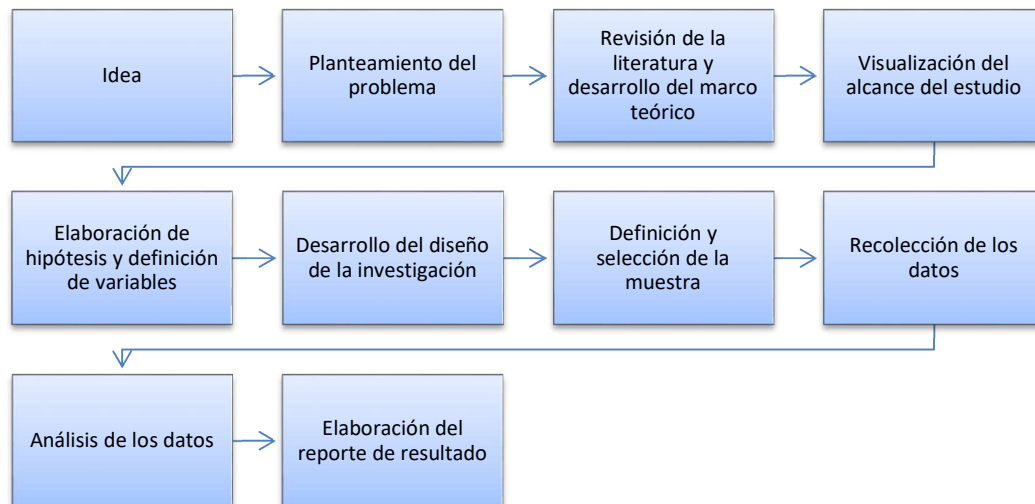 Idea
Planteamiento del
problema
Revisión de la
literatura y
desarrollo del marco
teórico
Visualización del
alcance del estudio
Elaboración de
hipótesis y definición
de variables
Desarrollo del diseño
de la investigación
Definición y
selección de la
muestra
Recolección de los
datos
Análisis de los datos
Elaboración del
reporte de resultado